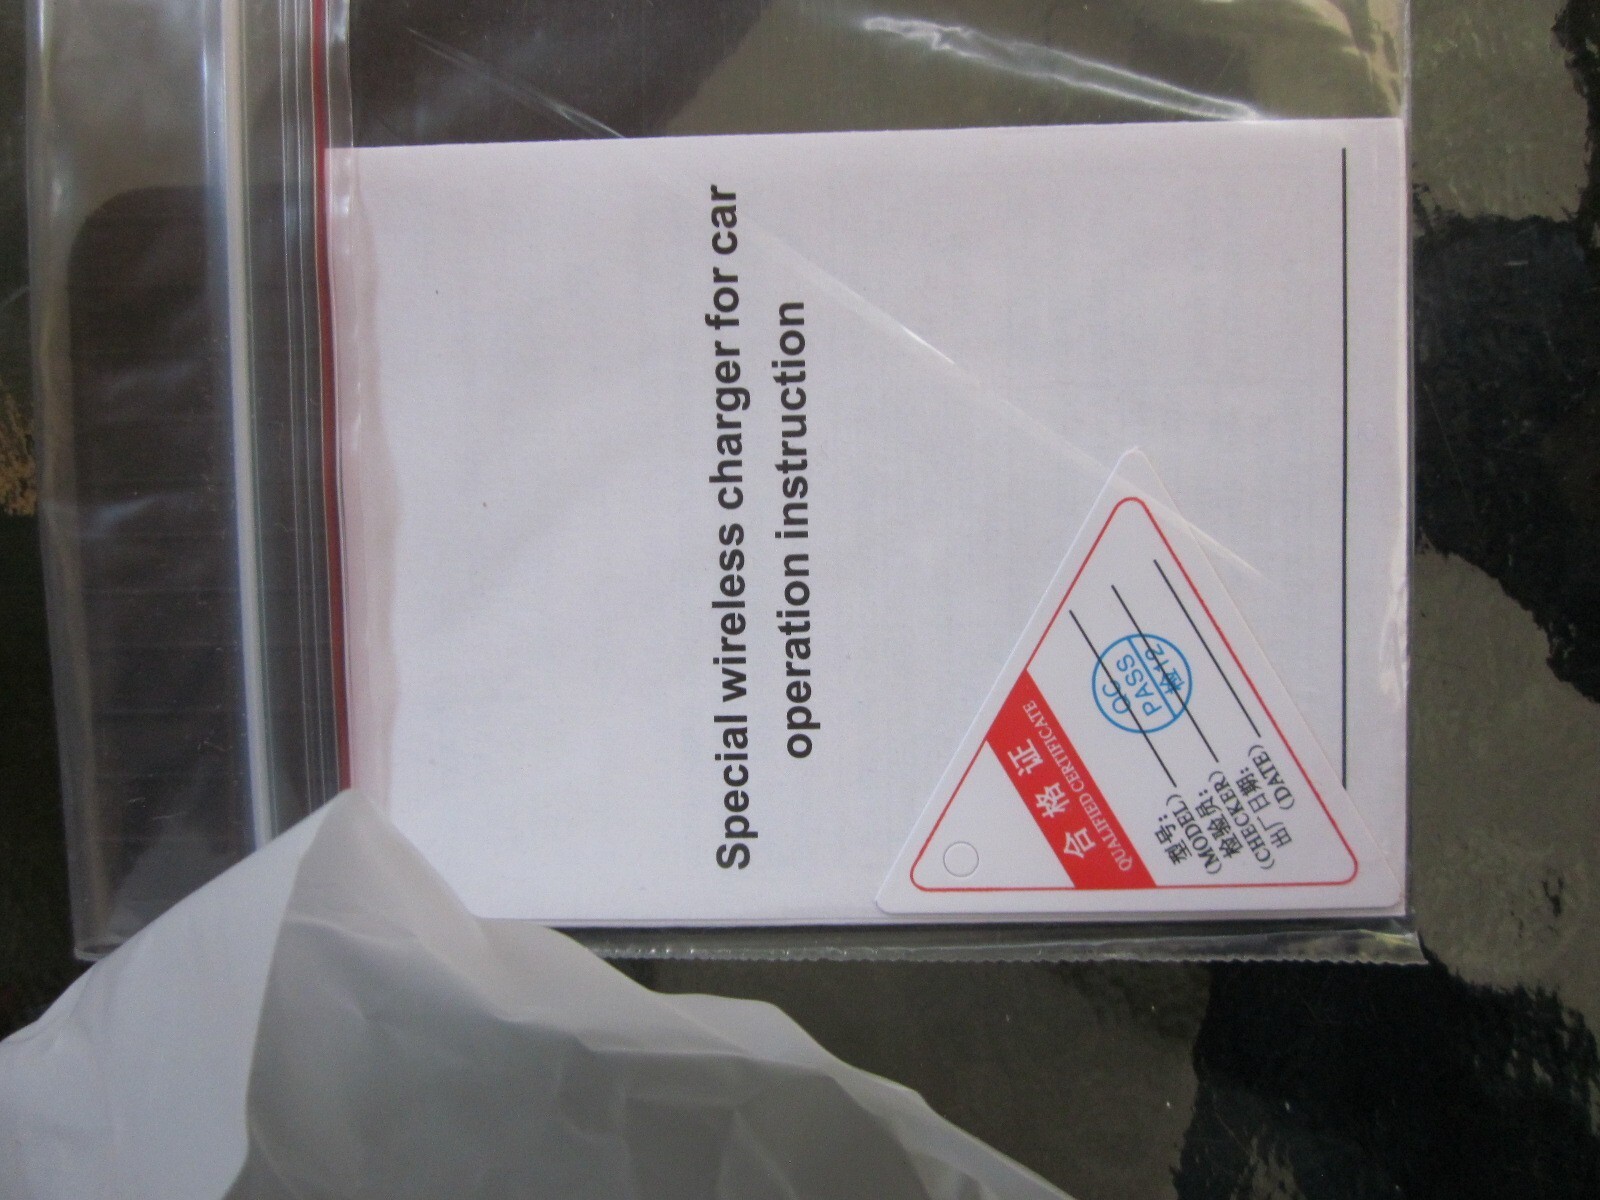 Special wireless charger for car
operation instruction
合格证
QUALIFIED CERTIFICATE
型号:
(MODEL)
检验员:
(CHECKER)
出厂日期:
(DATE)
QC
PASS
检12